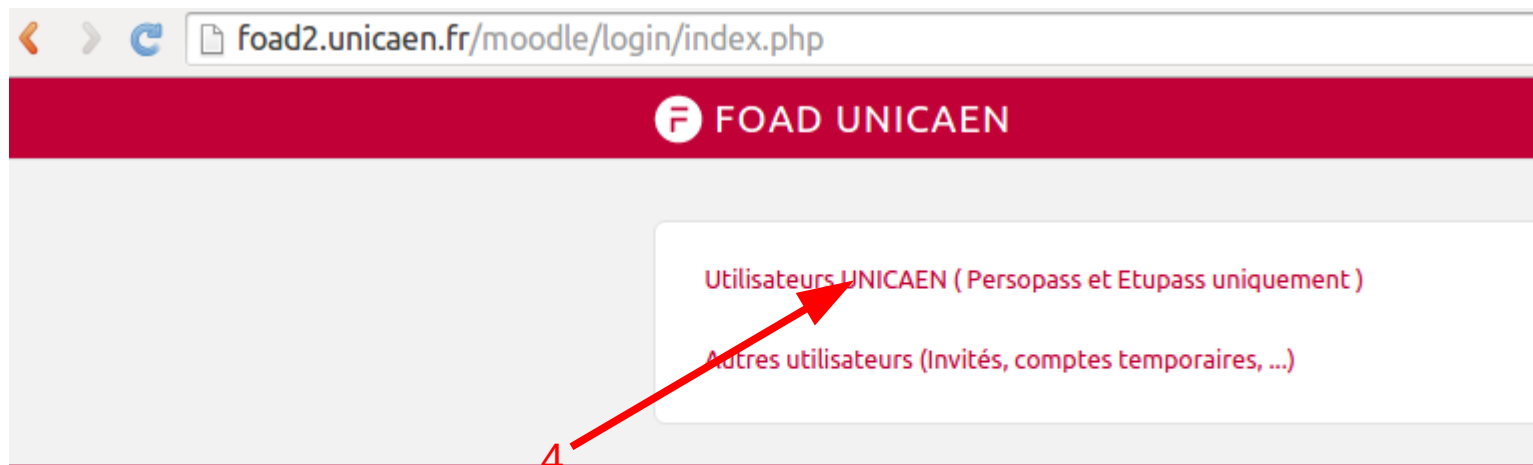 foad2.unicaen.fr/moodle/login/index.php
FOAD UNICAEN
Utilisateurs UNICAEN ( Persopass et Etupass uniquement )
Autres utilisateurs (Invités, comptes temporaires, ...)
4